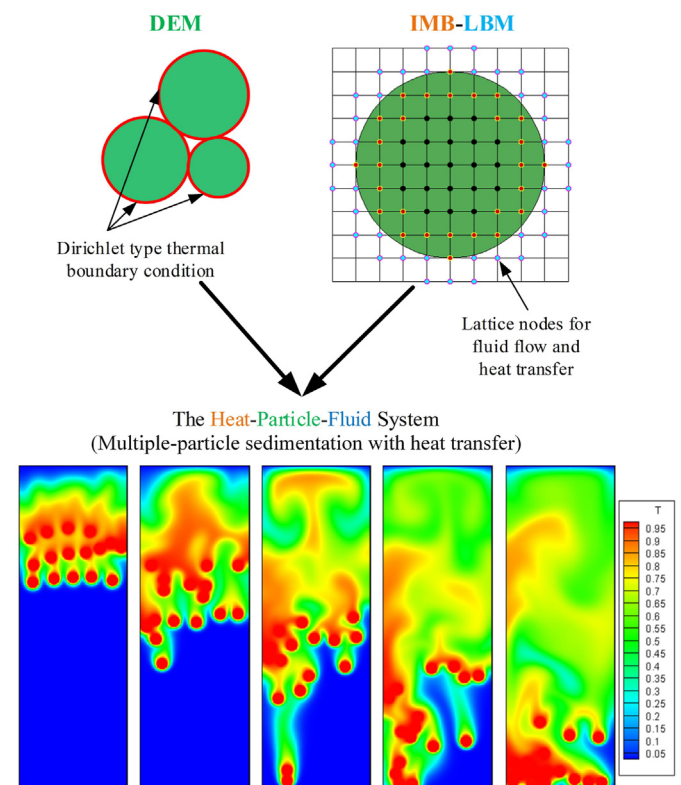 DEM
IMB-LBM
Dirichlet type thermal
boundary condition
Lattice nodes for
fluid flow and
heat transfer
The Heat-Particle-Fluid System
(Multiple-particle sedimentation with heat transfer)
T
0.95
0.9
0.85
0.8
0.75
0.7
0.65
0.6
0.55
0.5
0.45
0.4
0.35
0.3
0.25
0.2
0.15
0.1
0.05